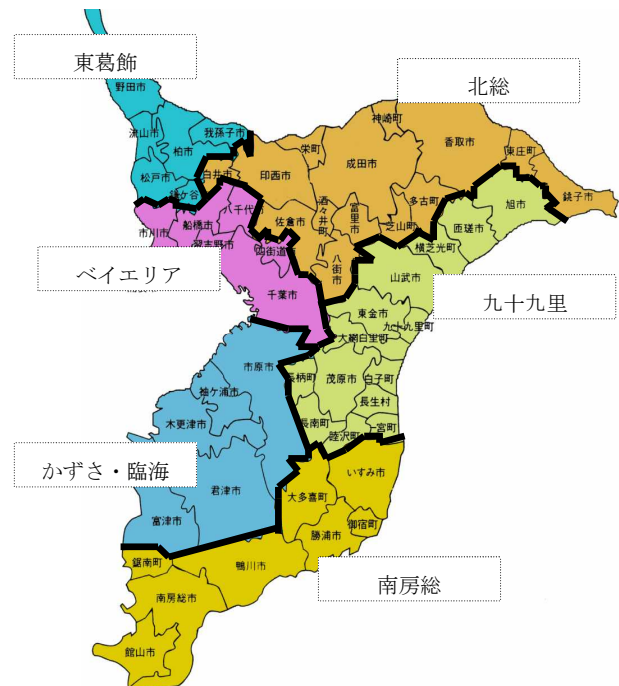 東葛飾
野田市
流山市
柏市
我孫子市
松戸市
鎌ケ谷
北総
神崎町
香取市
栄町
成田市
東庄町
白井市
印西市
酒々井町
富里市
多古町
銚子市
佐倉市
芝山町
八街市
ベイエリア
市川市
船橋市
八千代
習志野市
四街道
千葉市
九十九里
旭市
匝瑳市
横芝光町
山武市
東金市
九十九里町
大網白里町
長柄町
茂原市
白子町
長生村
長南町
睦沢町
一宮町
かずさ・臨海
市原市
袖ケ浦市
木更津市
君津市
富津市
南房総
大多喜町
いすみ市
御宿町
勝浦市
鋸南町
鴨川市
南房総市
館山市